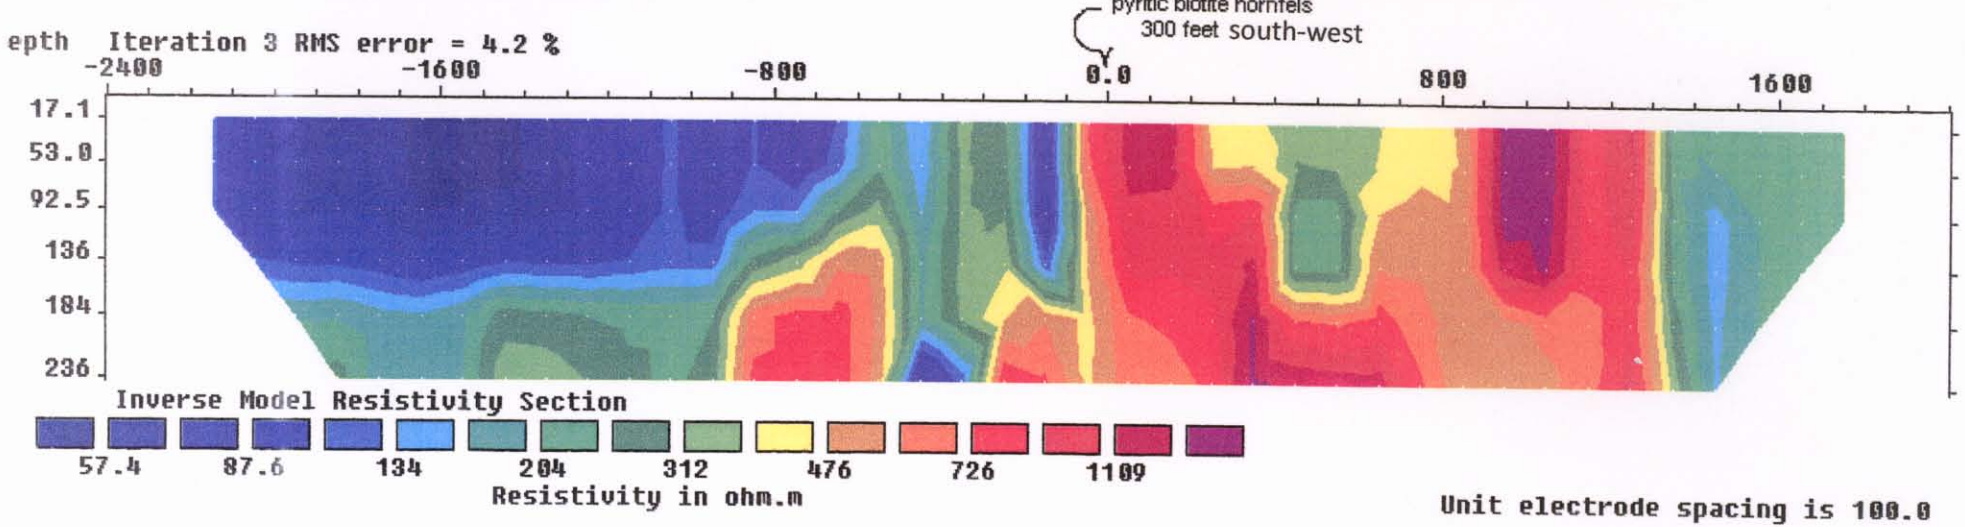 pyritic biotite hornfels
300 feet south-west
epth Iteration 3 RMS error = 4.2 %
-2400 -1600 -800 0.0 800 1600
17.1
53.0
92.5
136
184
236
Inverse Model Resistivity Section
57.4 87.6 134 204 312 476 726 1109
Resistivity in ohm.m
Unit electrode spacing is 100.0